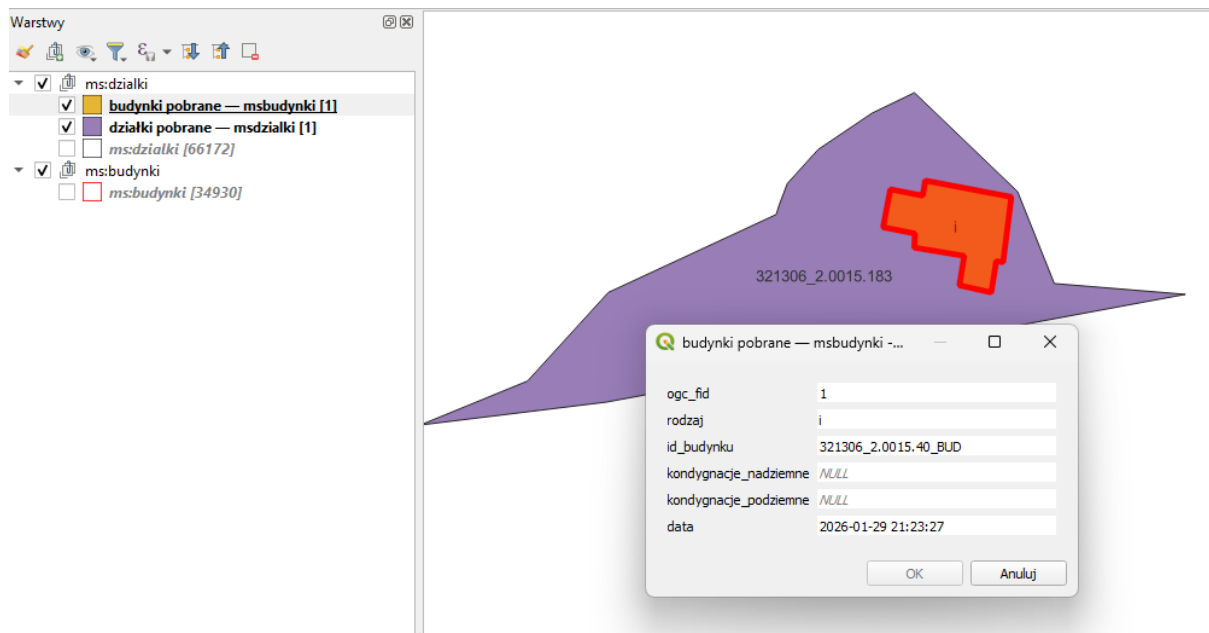 Warstwy
ms:dzialki
budynki pobrane — msbudynki [1]
działki pobrane — msdzialki [1]
ms:dzialki [66172]
ms:budynki
ms:budynki [34930]
i
321306_2.0015.183
budynki pobrane — msbudynki -...
ogc_fid 1
rodzaj i
id_budynku 321306_2.0015.40_BUD
kondygnacje_nadziemne NULL
kondygnacje_podziemne NULL
data 2026-01-29 21:23:27
OK Anuluj